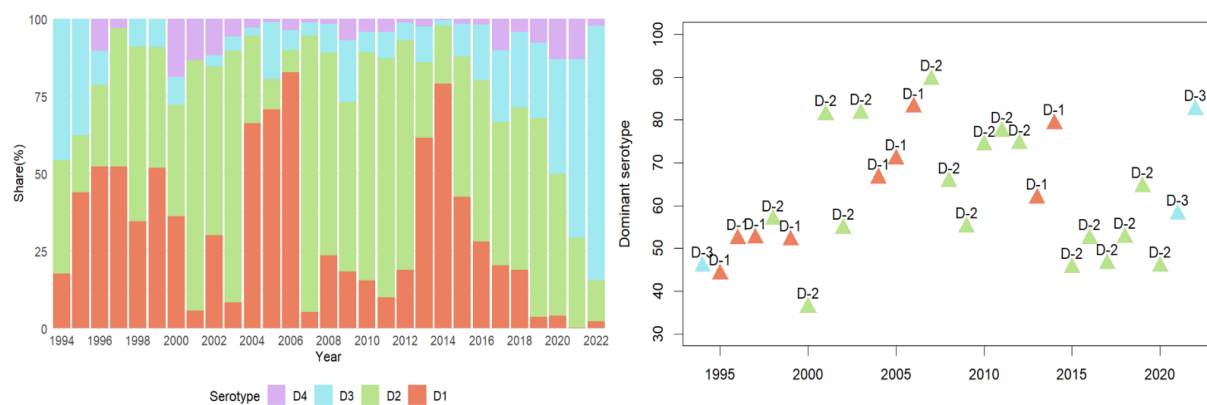 100
75
50
25
0
Share(%)
1994 1996 1998 2000 2002 2004 2006 2008 2010 2012 2014 2016 2018 2020 2022
Year
Serotype D4 D3 D2 D1
Dominant serotype
100
90
80
70
60
50
40
30
D-3
D-1
D-1
D-1
D-2
D-1
D-2
D-2
D-2
D-2
D-1
D-1
D-1
D-2
D-2
D-2
D-2
D-2
D-2
D-1
D-1
D-2
D-2
D-2
D-2
D-2
D-2
D-3
D-3
1995 2000 2005 2010 2015 2020